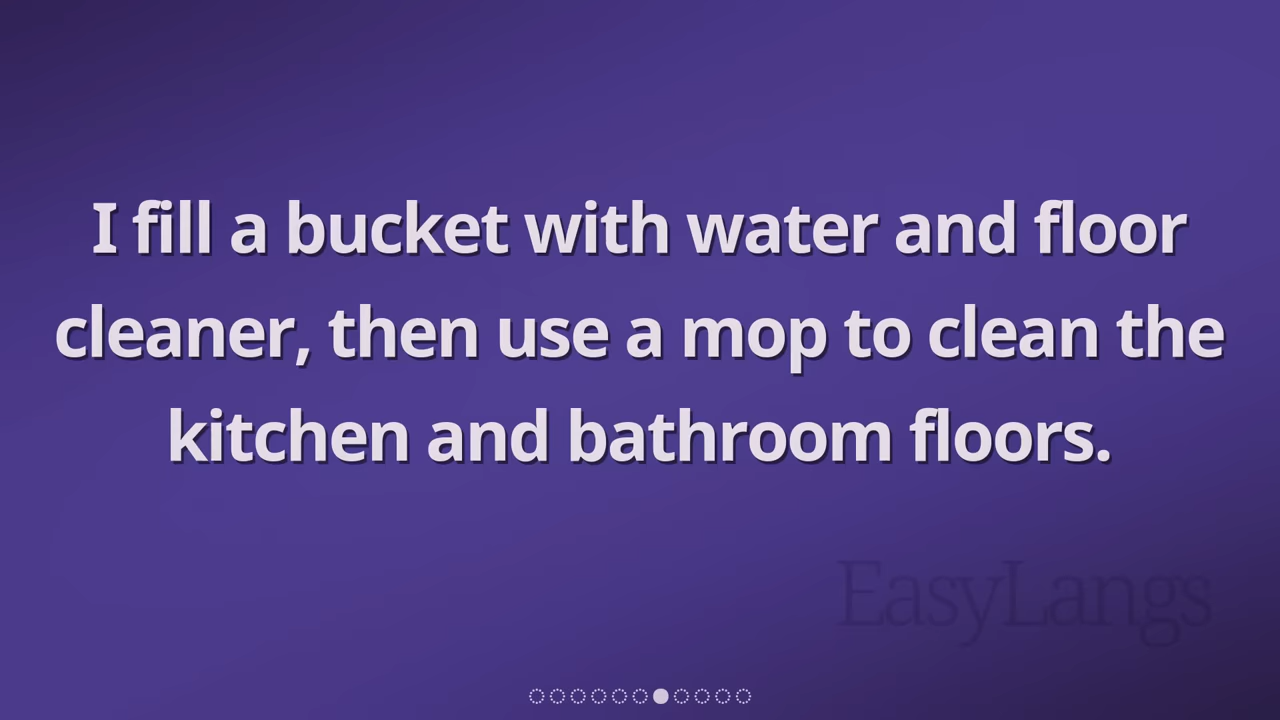 I fill a bucket with water and floor
cleaner, then use a mop to clean the
kitchen and bathroom floors.
EasyLangs